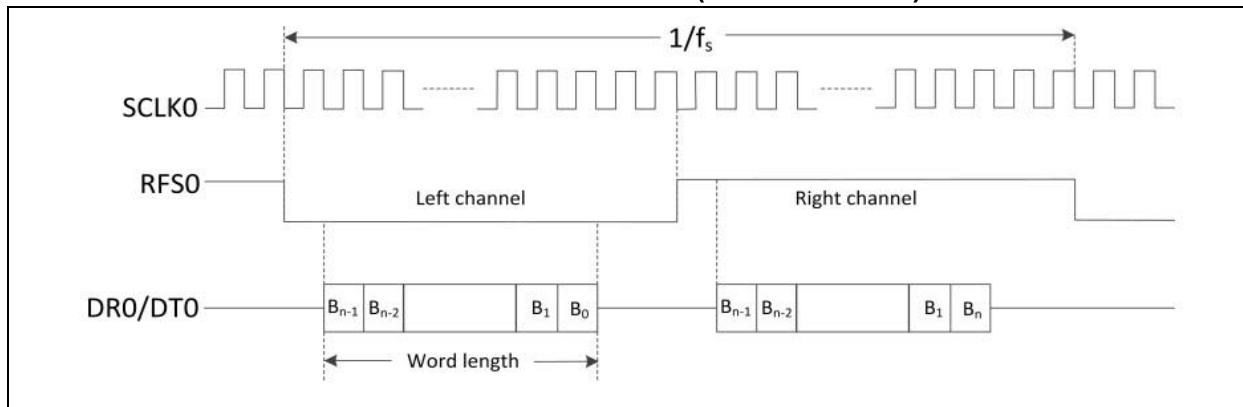 1/fs
SCLK0
RFS0 Left channel Right channel
DR0/DT0 Bn-1 Bn-2 B1 B0 Bn-1 Bn-2 B1 Bn
Word length